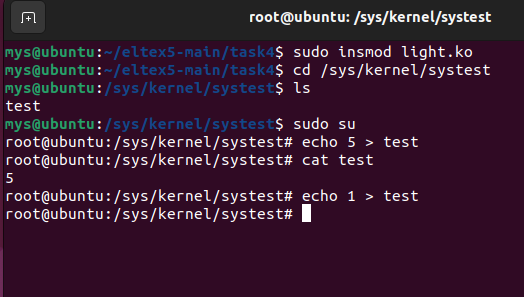 root@ubuntu: /sys/kernel/systest
mys@ubuntu:~/eltex5-main/task4$ sudo insmod light.ko
mys@ubuntu:~/eltex5-main/task4$ cd /sys/kernel/systest
mys@ubuntu:/sys/kernel/systest$ ls
test
mys@ubuntu:/sys/kernel/systest$ sudo su
root@ubuntu:/sys/kernel/systest# echo 5 > test
root@ubuntu:/sys/kernel/systest# cat test
5
root@ubuntu:/sys/kernel/systest# echo 1 > test
root@ubuntu:/sys/kernel/systest#